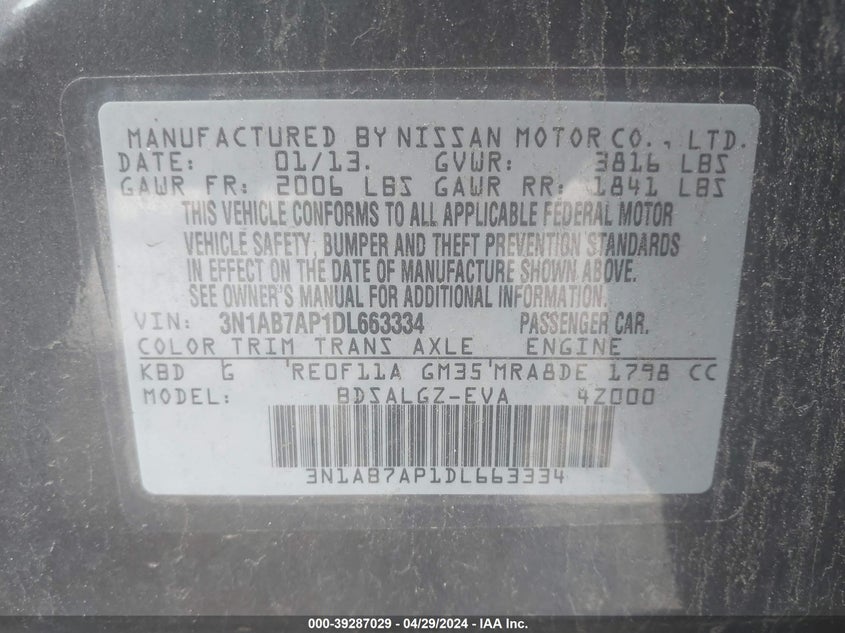 MANUFACTURED BY NISSAN MOTOR CO., LTD.
DATE: 01/13. GVWR: 3816 LBS
GAWR FR: 2006 LBS GAWR RR: 1841 LBS
THIS VEHICLE CONFORMS TO ALL APPLICABLE FEDERAL MOTOR
VEHICLE SAFETY, BUMPER AND THEFT PREVENTION STANDARDS
IN EFFECT ON THE DATE OF MANUFACTURE SHOWN ABOVE.
SEE OWNER'S MANUAL FOR ADDITIONAL INFORMATION.
VIN: 3N1AB7AP1DL663334 PASSENGER CAR.
COLOR TRIM TRANS AXLE ENGINE
KBD G RE0F11A GM35 MRA8DE 1798 CC
MODEL: BDSALGZ-EVA 4Z000
3N1AB7AP1DL663334
000-39287029 - 04/29/2024 - IAA Inc.